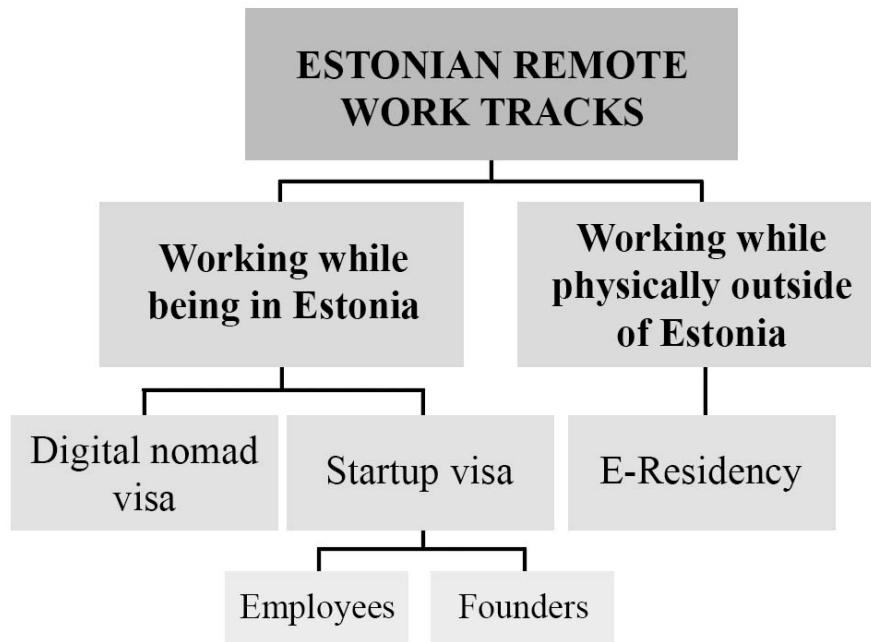 ESTONIAN REMOTE
WORK TRACKS
Working while
being in Estonia
Working while
physically outside
of Estonia
Digital nomad
visa
Startup visa
E-Residency
Employees
Founders